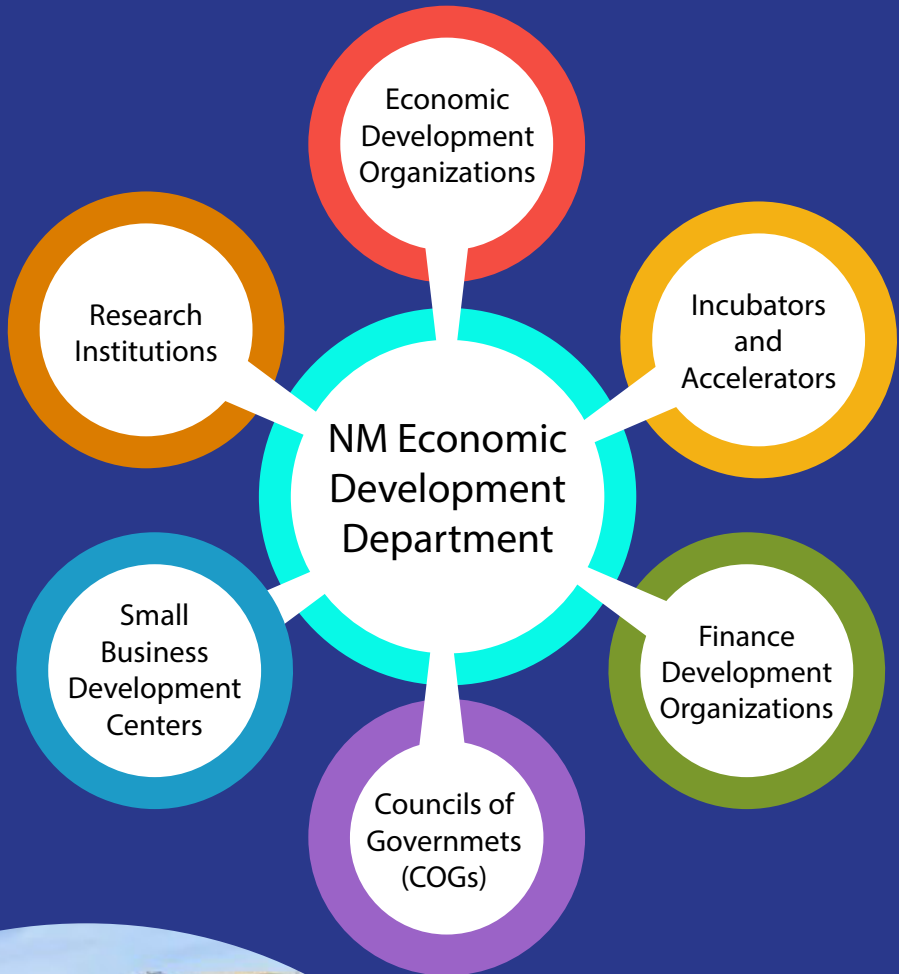 Economic
Development
Organizations
Research
Institutions
Incubators
and
Accelerators
NM Economic
Development
Department
Small
Business
Development
Centers
Finance
Development
Organizations
Councils of
Governmets
(COGs)